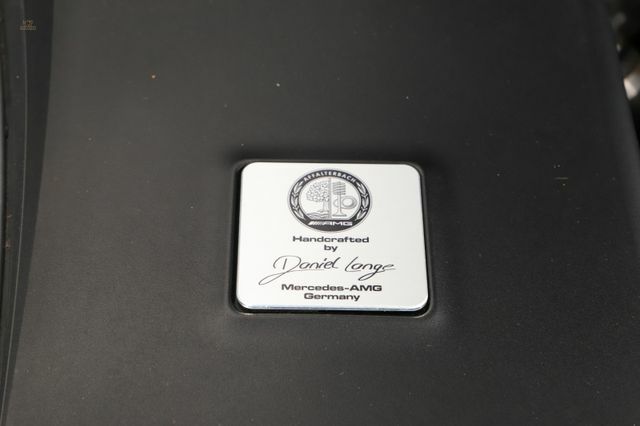 AFFALTERBACH
AMG
Handcrafted
by
Daniel Lange
Mercedes-AMG
Germany